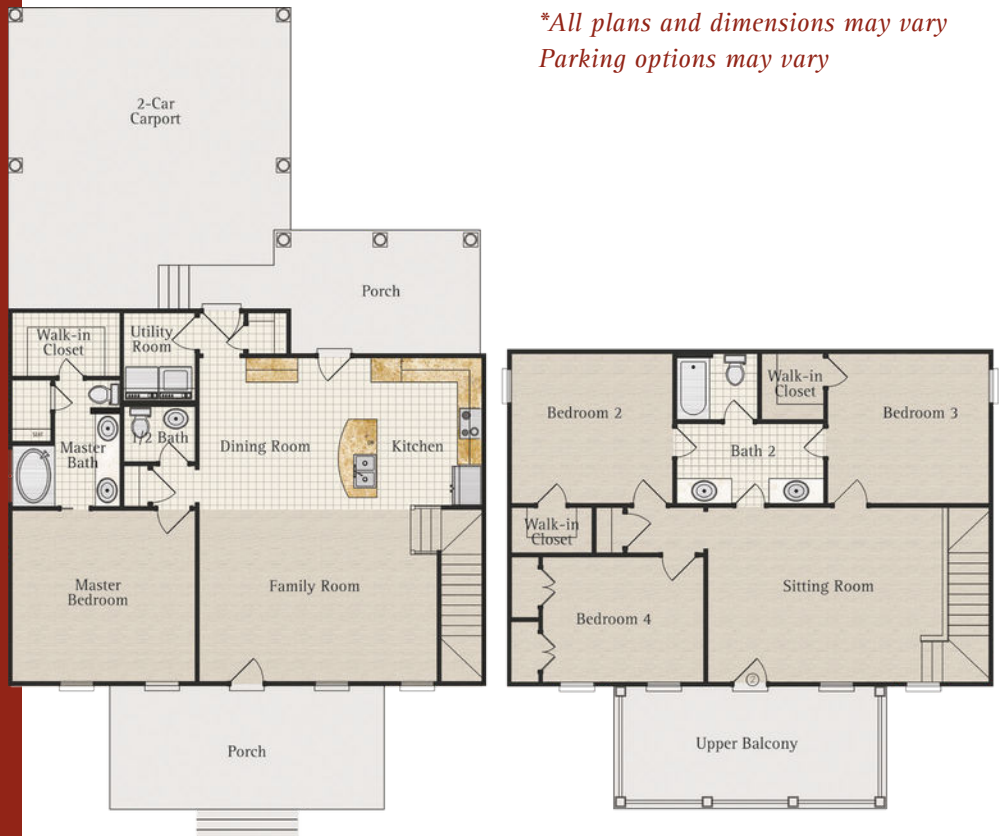 *All plans and dimensions may vary
Parking options may vary
2-Car
Carport
Porch
Walk-in
Closet
Utility
Room
1/2 Bath
Master
Bath
Dining Room
Kitchen
Master
Bedroom
Family Room
Porch
Bedroom 2
Walk-in
Closet
Bedroom 3
Bath 2
Walk-in
Closet
Bedroom 4
Sitting Room
2
Upper Balcony